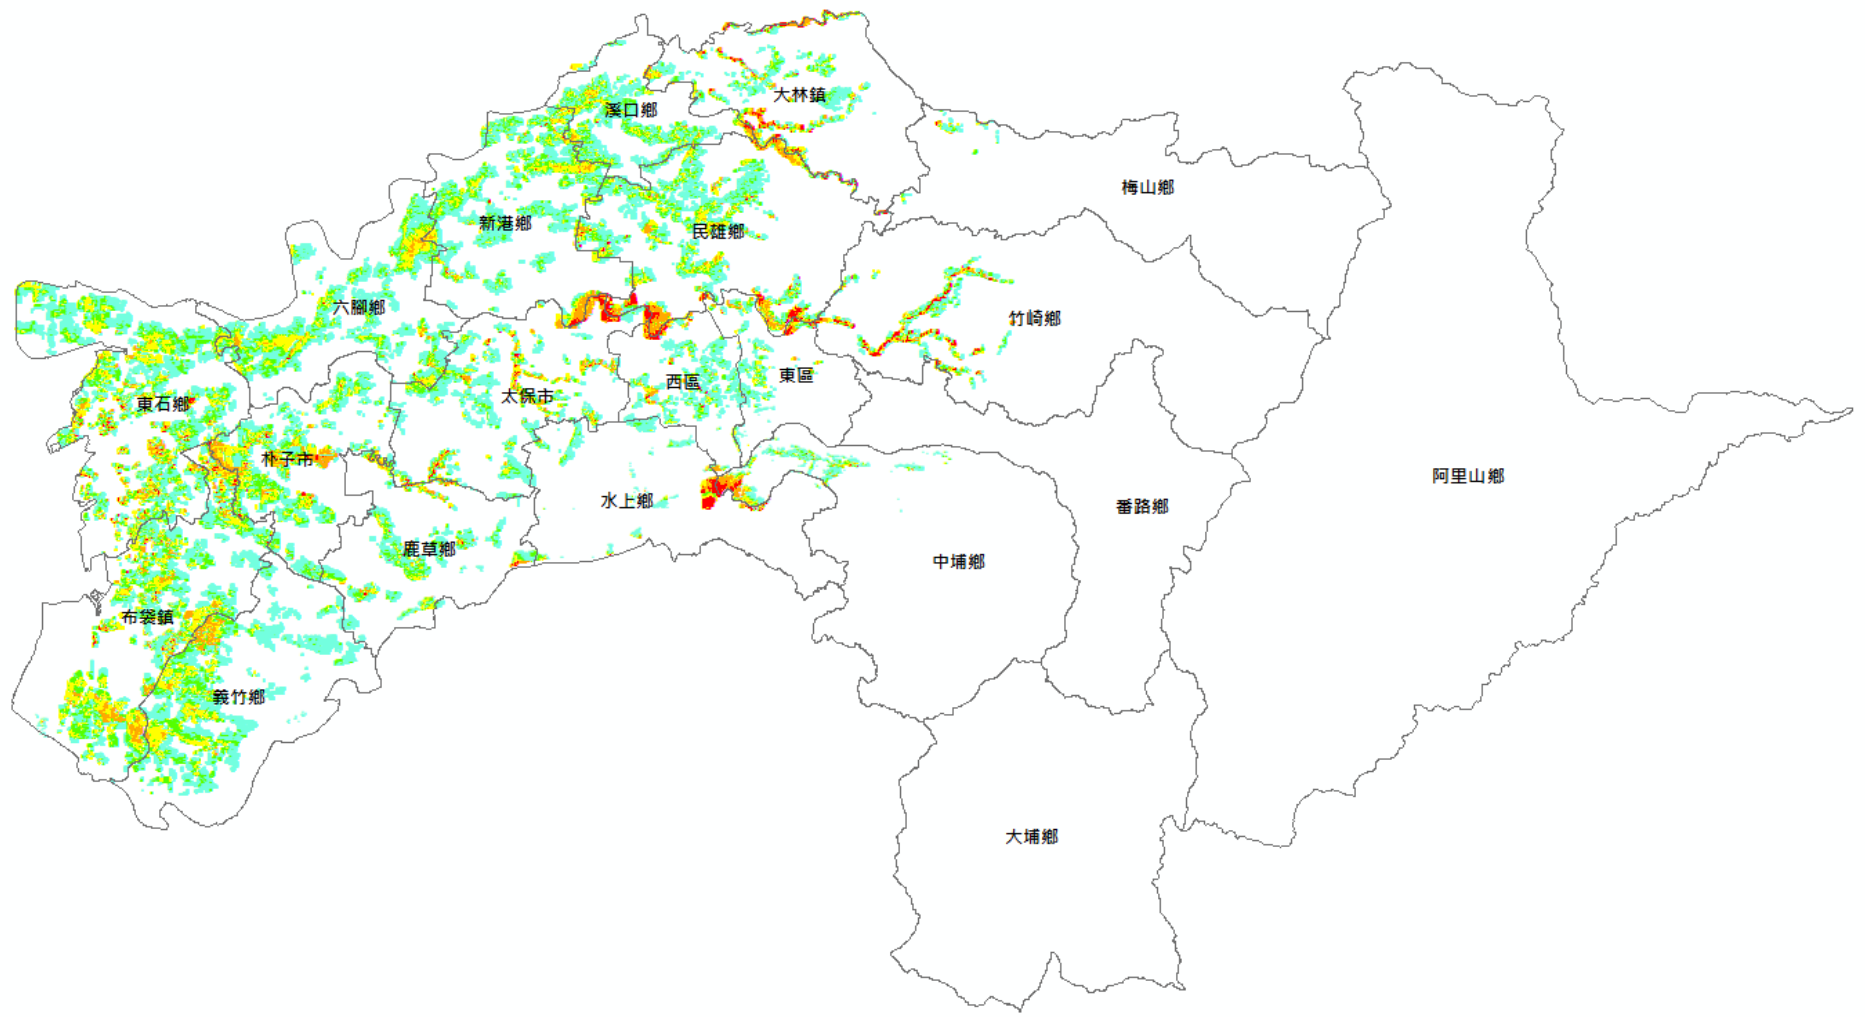 大林鎮
溪口鄉
梅山鄉
新港鄉
民雄鄉
六腳鄉
竹崎鄉
東區
西區
太保市
東石鄉
朴子市
阿里山鄉
水上鄉
番路鄉
鹿草鄉
中埔鄉
布袋鎮
義竹鄉
大埔鄉